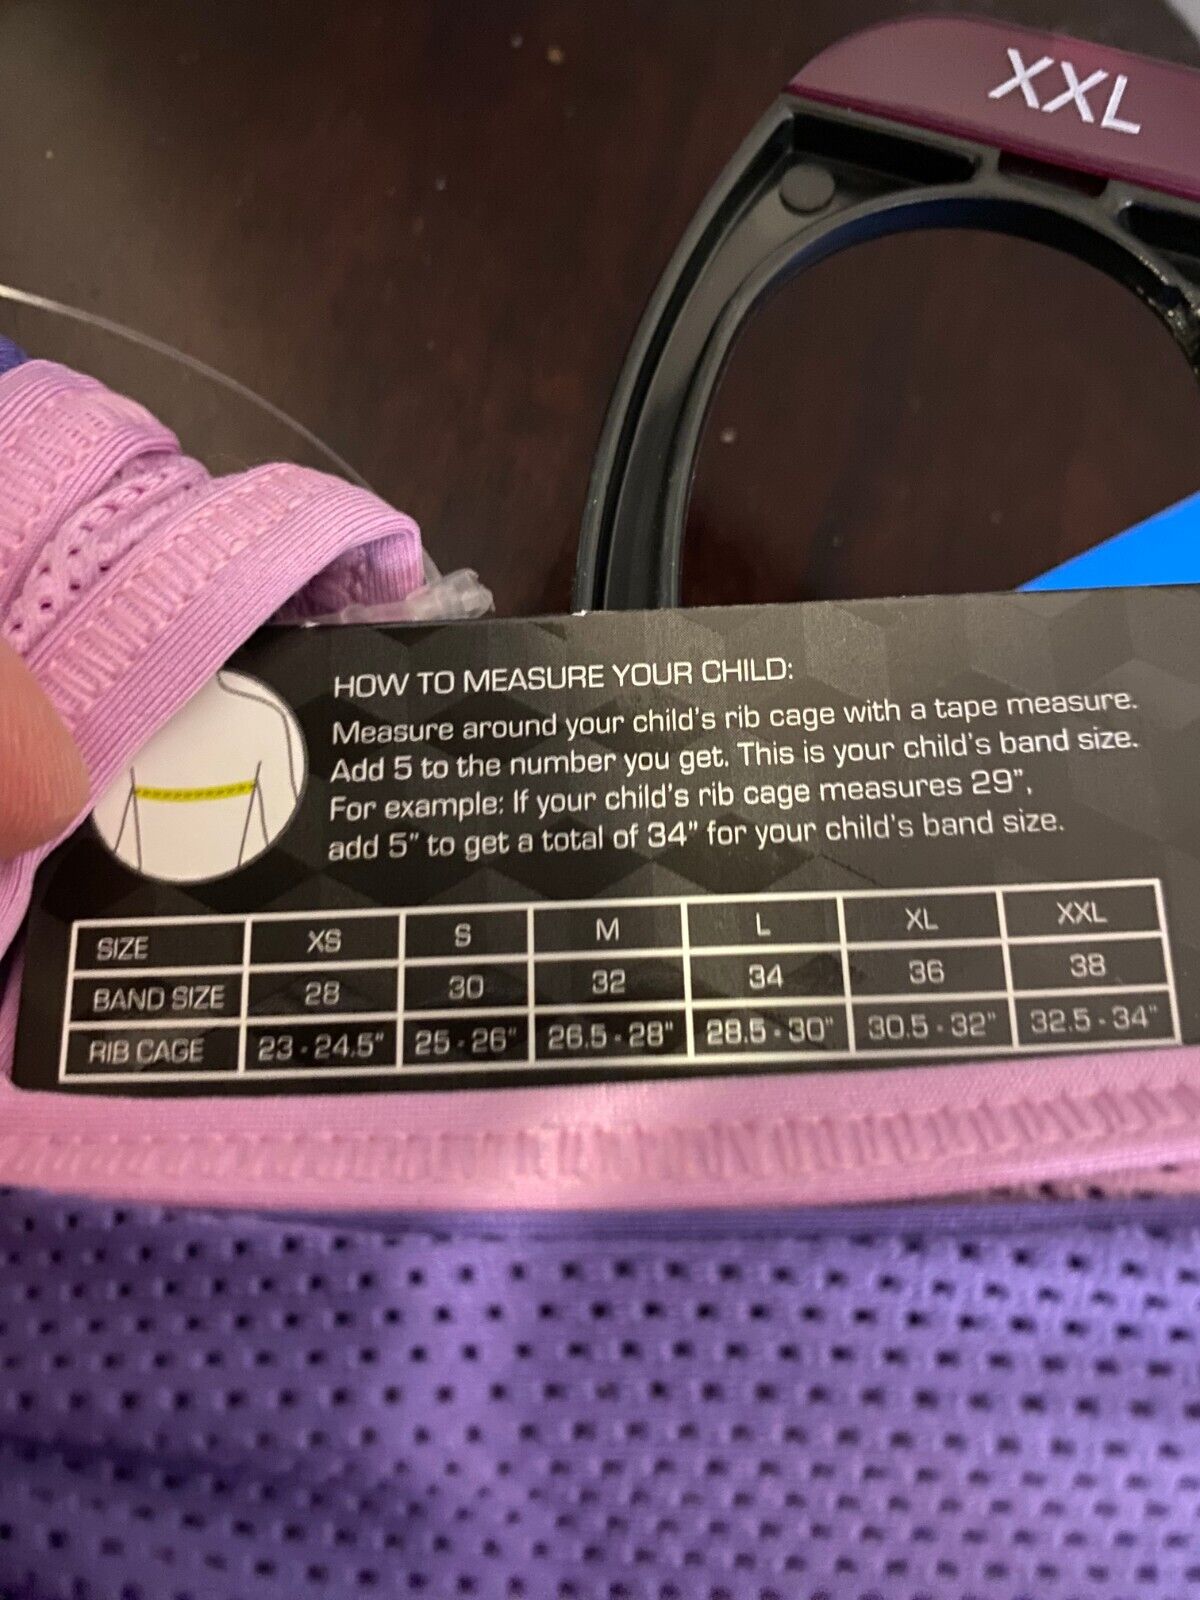 XXL
HOW TO MEASURE YOUR CHILD:
Measure around your child's rib cage with a tape measure.
Add 5 to the number you get. This is your child's band size.
For example: If your child's rib cage measures 29",
add 5" to get a total of 34" for your child's band size.
SIZE XS S M L XL XXL
BAND SIZE 28 30 32 34 36 38
RIB CAGE 23 - 24.5" 25 - 26" 26.5 - 28" 28.5 - 30" 30.5 - 32" 32.5 - 34"